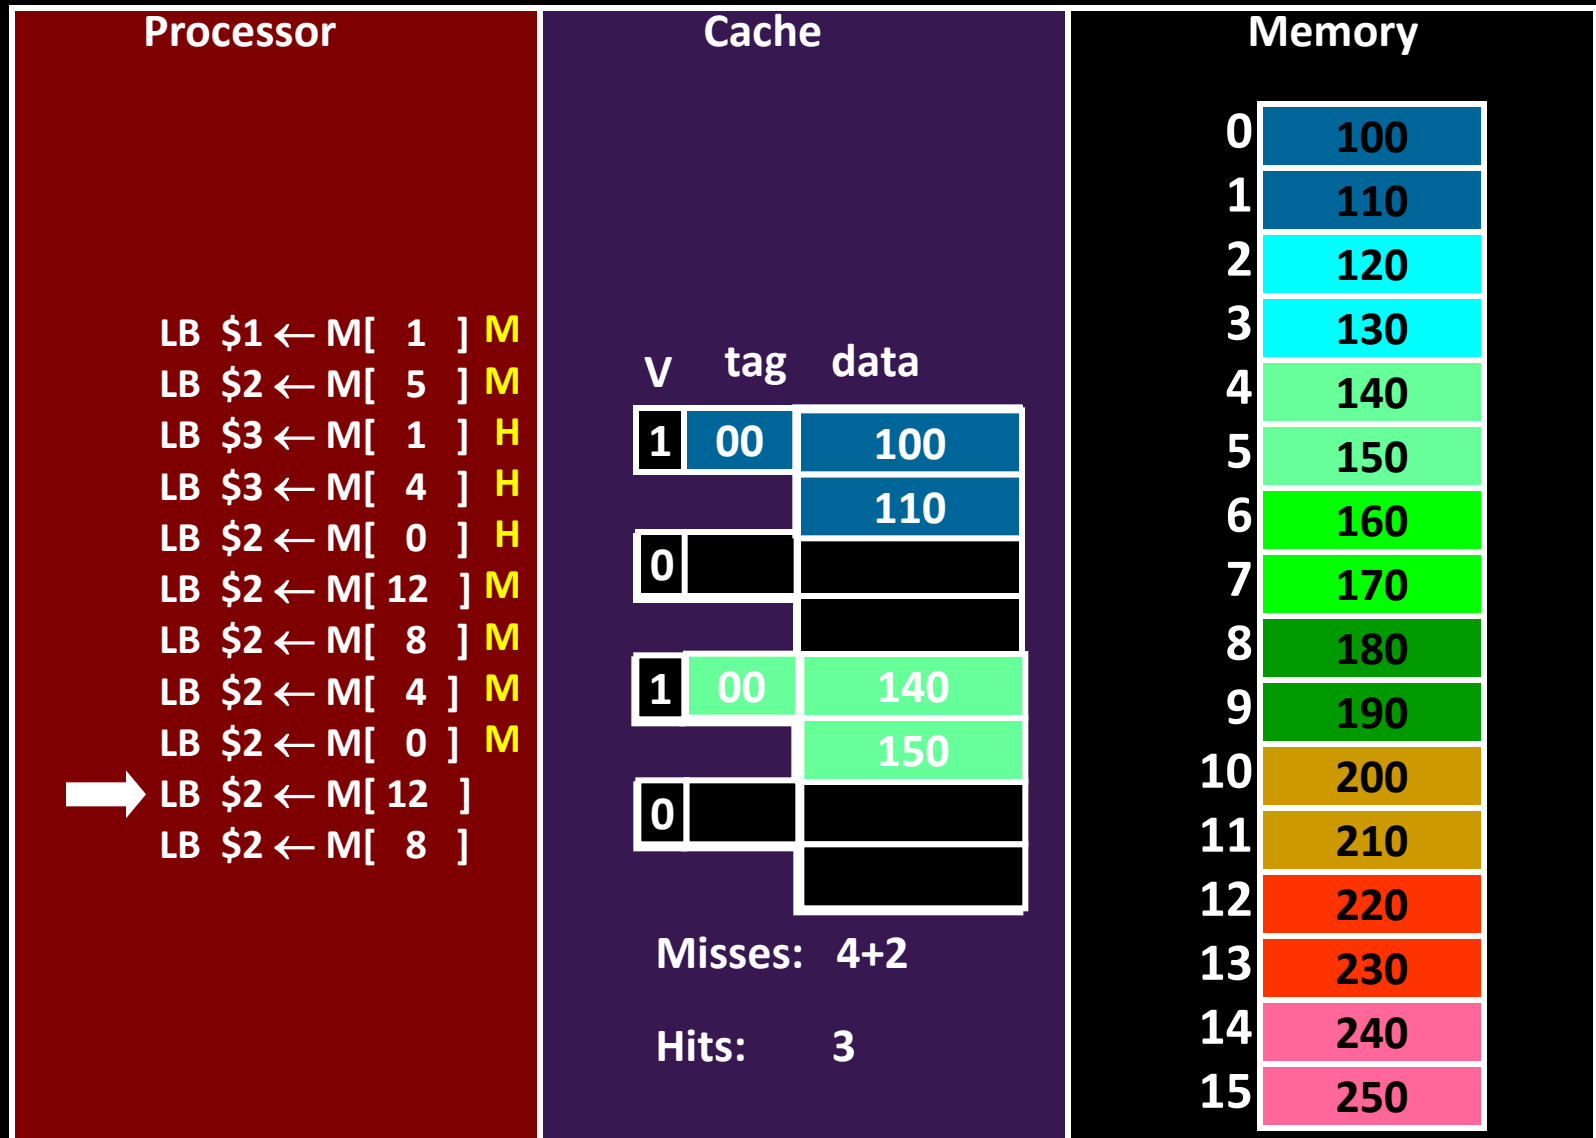 Processor
LB $1 ← M[ 1 ] M
LB $2 ← M[ 5 ] M
LB $3 ← M[ 1 ] H
LB $3 ← M[ 4 ] H
LB $2 ← M[ 0 ] H
LB $2 ← M[ 12 ] M
LB $2 ← M[ 8 ] M
LB $2 ← M[ 4 ] M
LB $2 ← M[ 0 ] M
LB $2 ← M[ 12 ]
LB $2 ← M[ 8 ]
Cache
V tag data
1 00 100
110
0
1 00 140
150
0
Misses: 4+2
Hits: 3
Memory
0 100
1 110
2 120
3 130
4 140
5 150
6 160
7 170
8 180
9 190
10 200
11 210
12 220
13 230
14 240
15 250